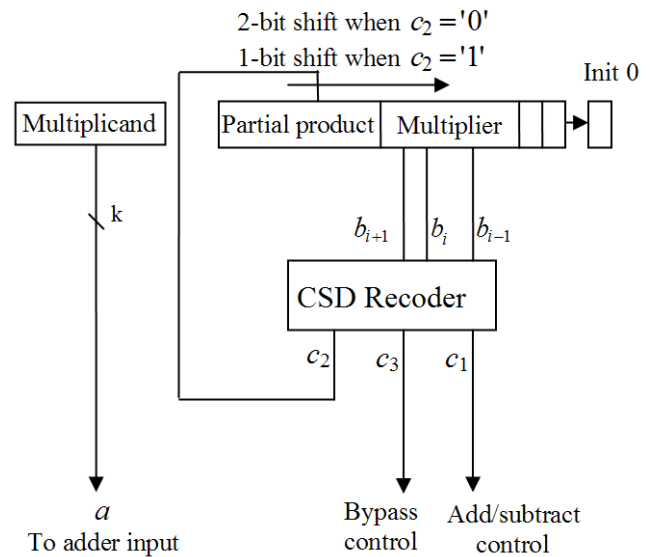 2-bit shift when c₂ ='0'
1-bit shift when c₂ ='1'
Init 0
Multiplicand
Partial product
Multiplier
k
bᵢ₊₁
bᵢ
bᵢ₋₁
CSD Recoder
c₂
c₃
c₁
a
To adder input
Bypass
control
Add/subtract
control